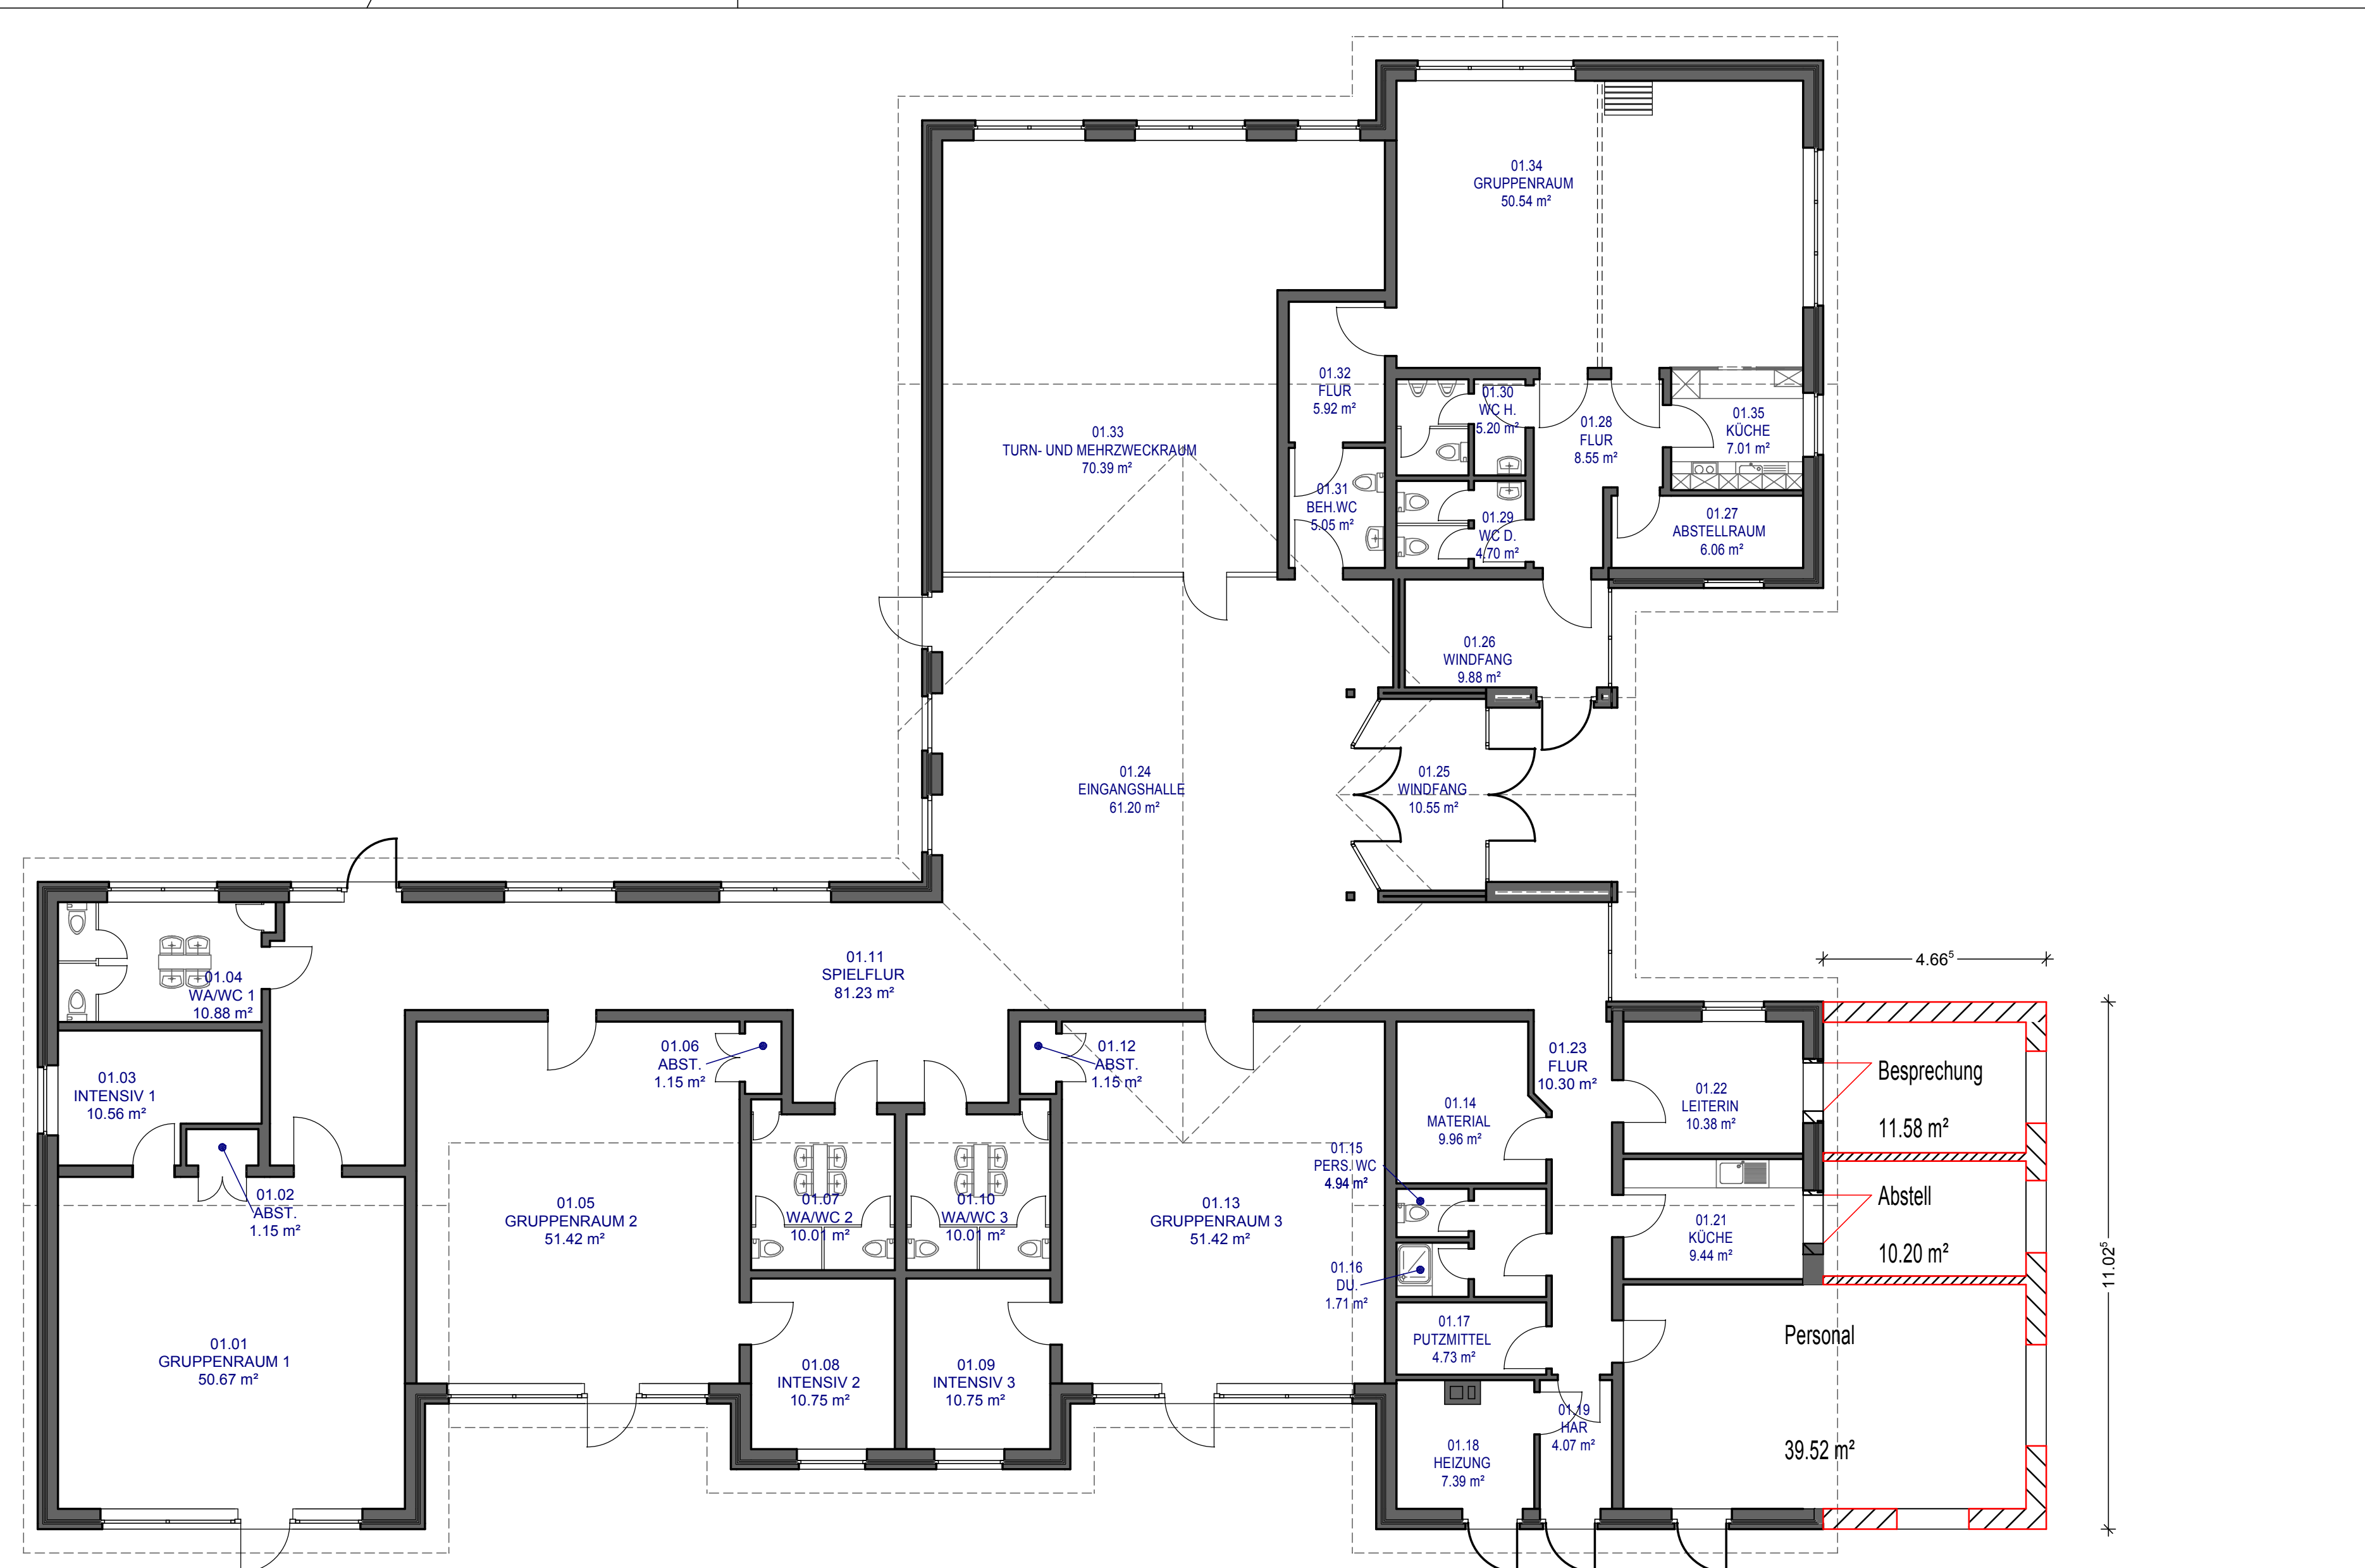 01.34
GRUPPENRAUM
50.54 m²
01.32
FLUR
5.92 m²
01.30
WC H.
5.20 m²
01.28
FLUR
8.55 m²
01.35
KÜCHE
7.01 m²
01.33
TURN- UND MEHRZWECKRAUM
70.39 m²
01.31
BEH.WC
5.05 m²
01.29
WC D.
4.70 m²
01.27
ABSTELLRAUM
6.06 m²
01.26
WINDFANG
9.88 m²
01.24
EINGANGSHALLE
61.20 m²
01.25
WINDFANG
10.55 m²
01.04
WA/WC 1
10.88 m²
01.11
SPIELFLUR
81.23 m²
4.66⁵
11.02⁵
01.03
INTENSIV 1
10.56 m²
01.06
ABST.
1.15 m²
01.12
ABST.
1.15 m²
01.23
FLUR
10.30 m²
01.14
MATERIAL
9.96 m²
01.22
LEITERIN
10.38 m²
Besprechung
11.58 m²
01.02
ABST.
1.15 m²
01.05
GRUPPENRAUM 2
51.42 m²
01.07
WA/WC 2
10.01 m²
01.10
WA/WC 3
10.01 m²
01.13
GRUPPENRAUM 3
51.42 m²
01.15
PERS. WC
4.94 m²
01.21
KÜCHE
9.44 m²
Abstell
10.20 m²
01.16
DU.
1.71 m²
01.17
PUTZMITTEL
4.73 m²
01.01
GRUPPENRAUM 1
50.67 m²
01.08
INTENSIV 2
10.75 m²
01.09
INTENSIV 3
10.75 m²
01.18
HEIZUNG
7.39 m²
01.19
HAR
4.07 m²
Personal
39.52 m²